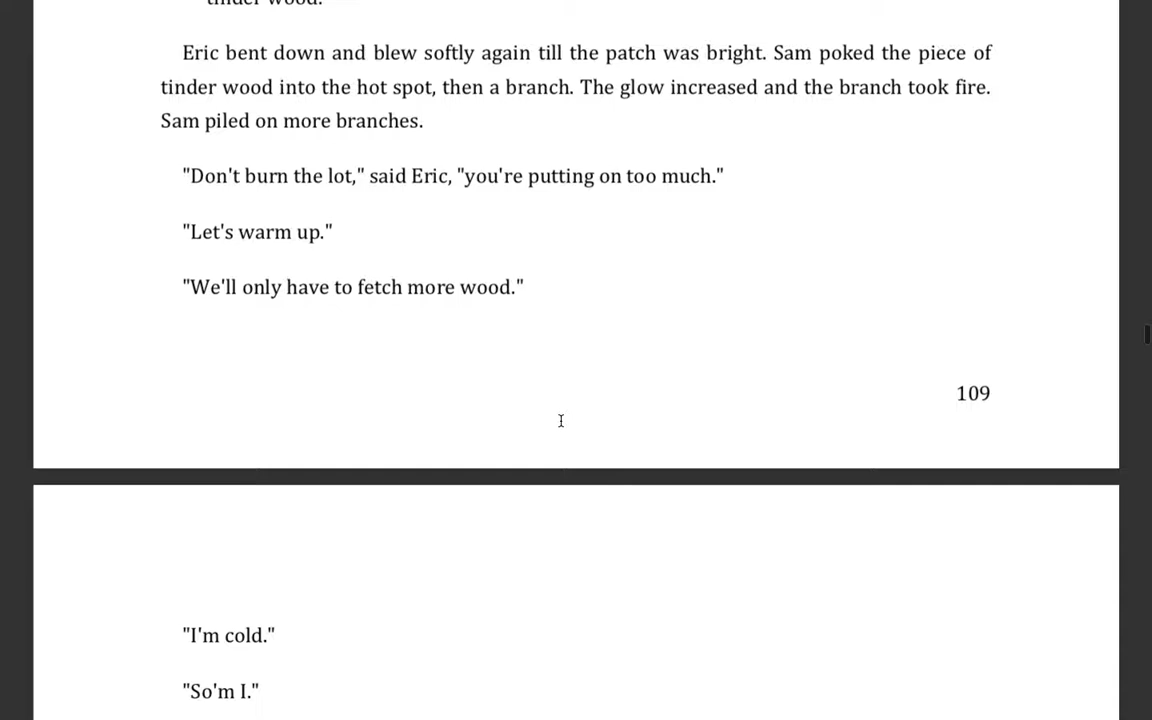 tinder wood.
Eric bent down and blew softly again till the patch was bright. Sam poked the piece of
tinder wood into the hot spot, then a branch. The glow increased and the branch took fire.
Sam piled on more branches.
"Don't burn the lot," said Eric, "you're putting on too much."
"Let's warm up."
"We'll only have to fetch more wood."
109
"I'm cold."
"So'm I."